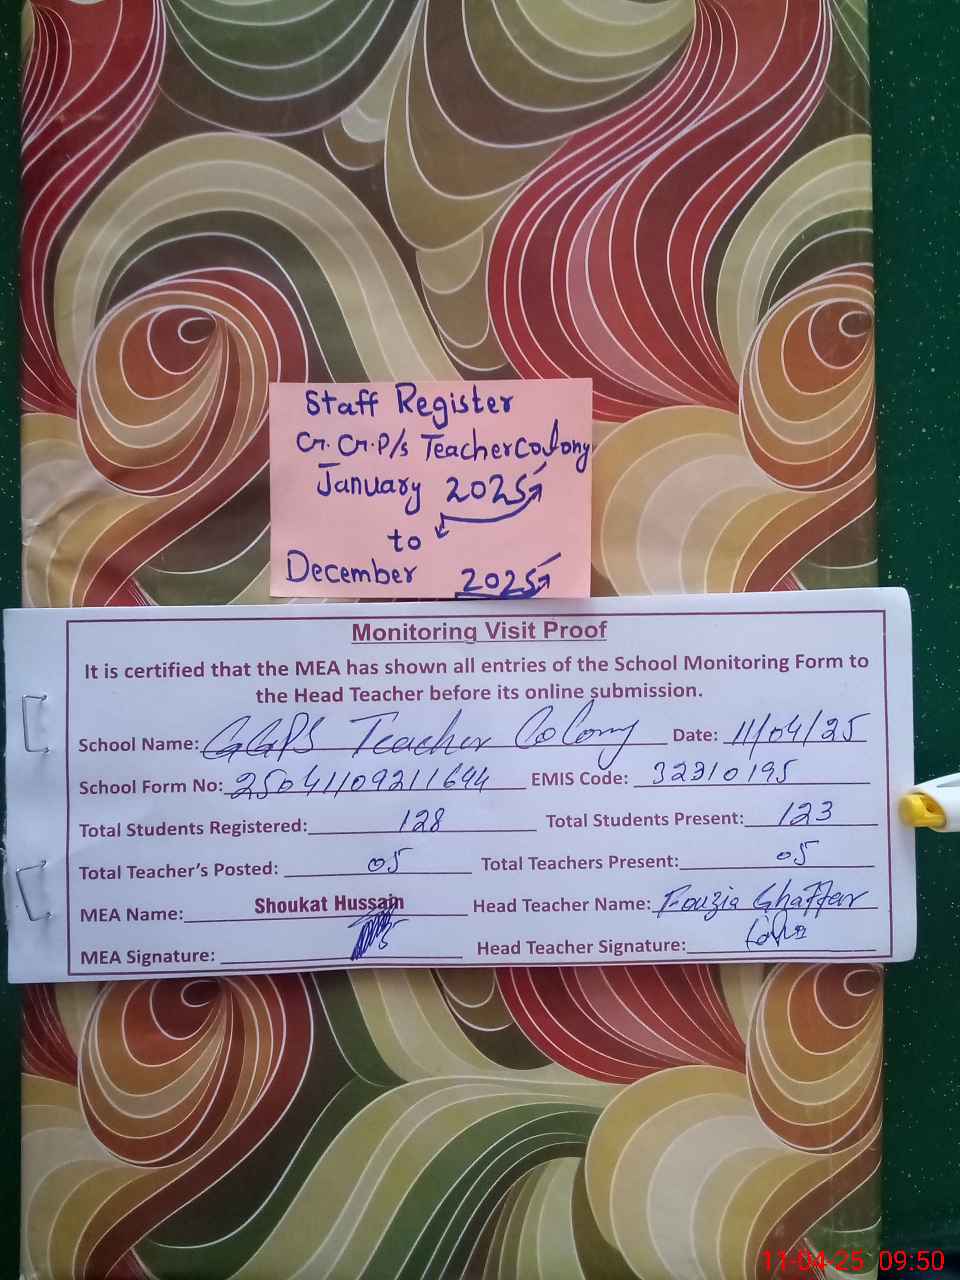 Staff Register
G.G.P/s Teacher Colony
January 2025
to
December 2025
Monitoring Visit Proof
It is certified that the MEA has shown all entries of the School Monitoring Form to
the Head Teacher before its online submission.
School Name: GGPS Teacher Colony Date: 11/04/25
School Form No: 25041109211644 EMIS Code: 32310195
Total Students Registered: 128 Total Students Present: 123
Total Teacher's Posted: 05 Total Teachers Present: 05
MEA Name: Shoukat Hussain Head Teacher Name: Fouzia Ghaffar
MEA Signature: Head Teacher Signature:
11-04-25 09:50